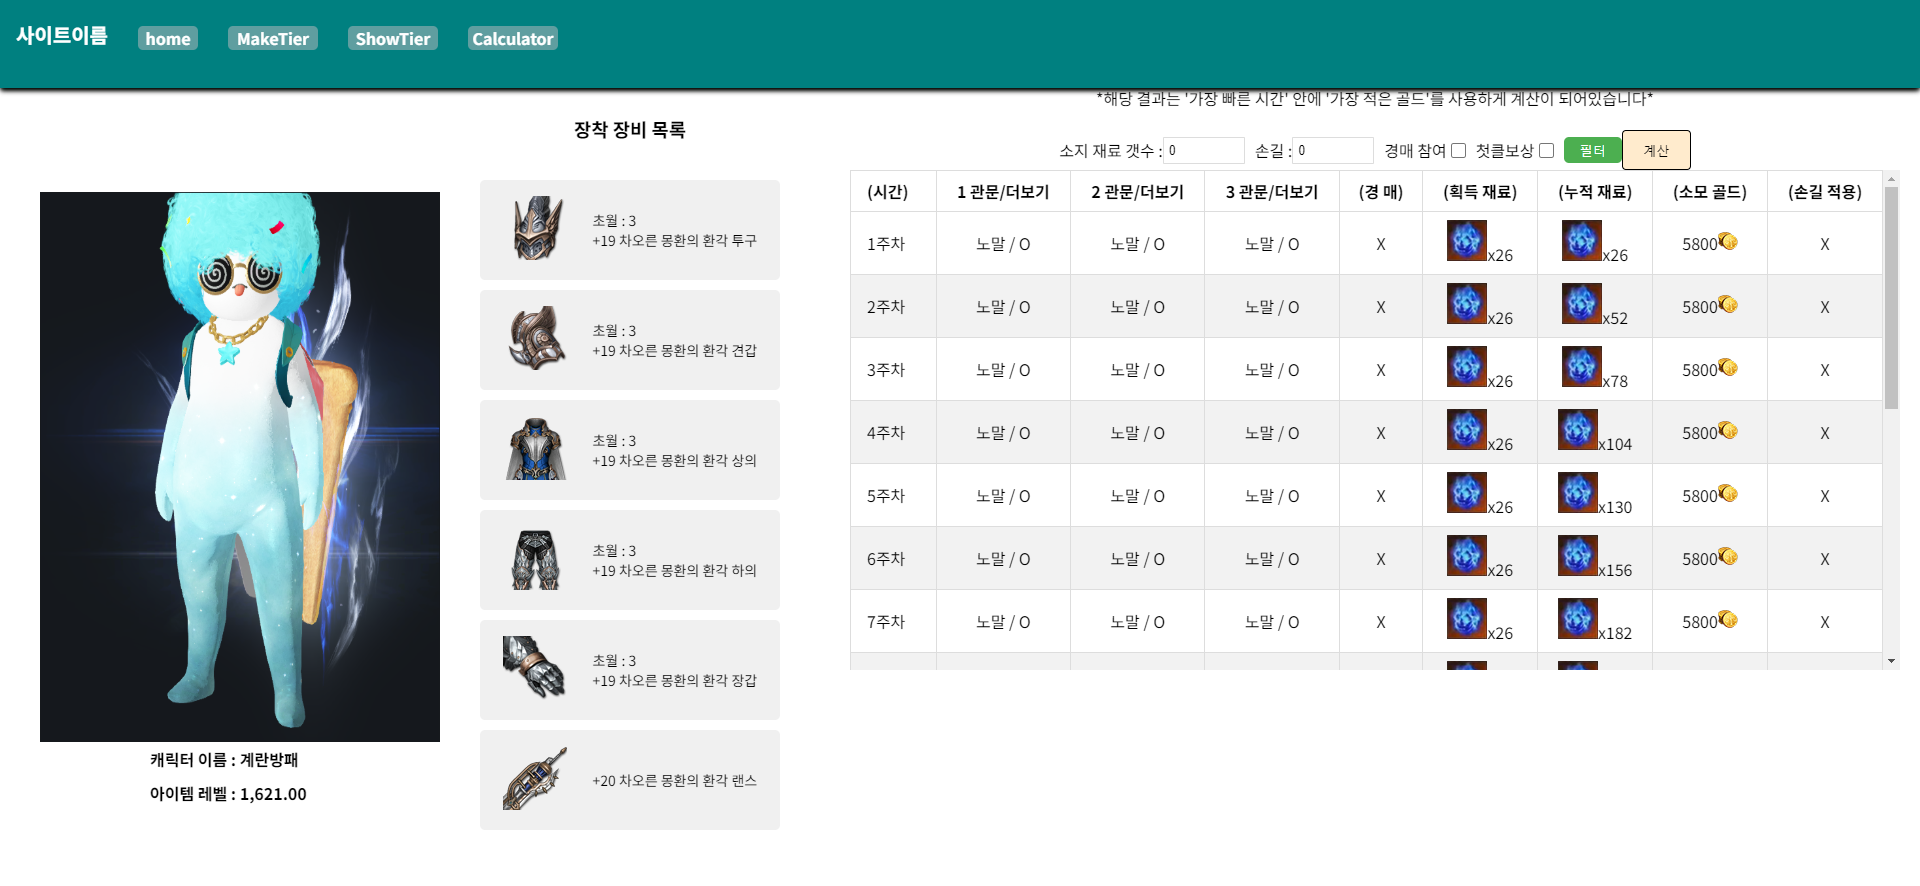 사이트이름 home MakeTier ShowTier Calculator
*해당 결과는 '가장 빠른 시간' 안에 '가장 적은 골드'를 사용하게 계산이 되어있습니다*
장착 장비 목록
초월 : 3
+19 차오른 몽환의 환각 투구
초월 : 3
+19 차오른 몽환의 환각 견갑
초월 : 3
+19 차오른 몽환의 환각 상의
초월 : 3
+19 차오른 몽환의 환각 하의
초월 : 3
+19 차오른 몽환의 환각 장갑
+20 차오른 몽환의 환각 랜스
캐릭터 이름 : 계란방패
아이템 레벨 : 1,621.00
소지 재료 갯수 : 0 손길 : 0 경매 참여 첫클보상 필터 계산
(시간) 1 관문/더보기 2 관문/더보기 3 관문/더보기 (경 매) (획득 재료) (누적 재료) (소모 골드) (손길 적용)
1주차 노말 / O 노말 / O 노말 / O X x26 x26 5800 X
2주차 노말 / O 노말 / O 노말 / O X x26 x52 5800 X
3주차 노말 / O 노말 / O 노말 / O X x26 x78 5800 X
4주차 노말 / O 노말 / O 노말 / O X x26 x104 5800 X
5주차 노말 / O 노말 / O 노말 / O X x26 x130 5800 X
6주차 노말 / O 노말 / O 노말 / O X x26 x156 5800 X
7주차 노말 / O 노말 / O 노말 / O X x26 x182 5800 X